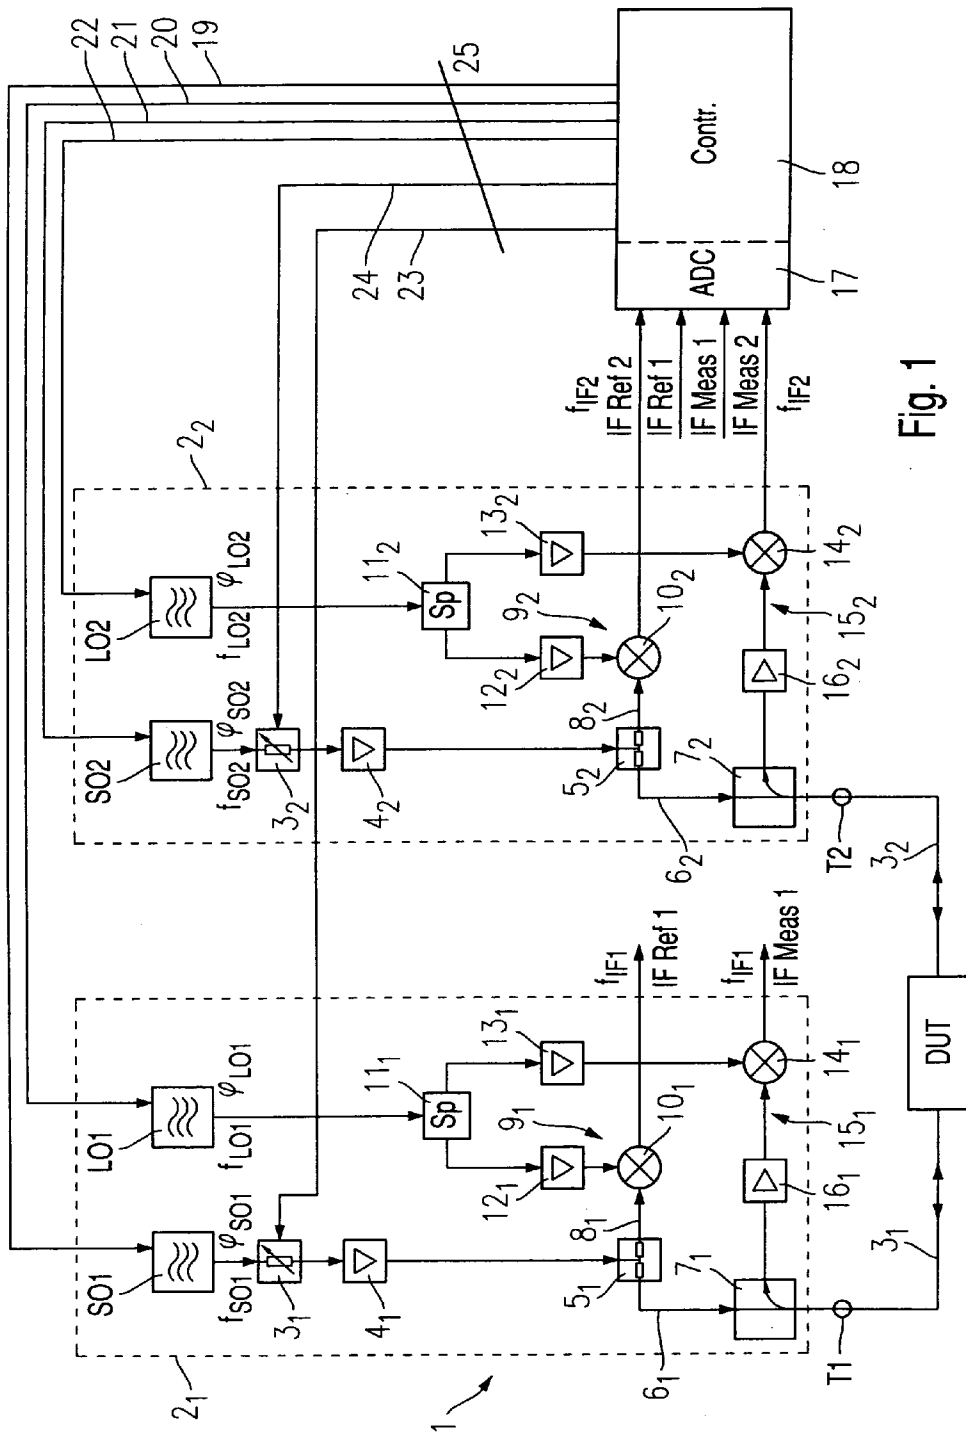 22
21
20
19
25
24
23
Contr.
ADC
18
17
2₂
LO2
φLO2
fLO2
SO2
φSO2
fSO2
3₂
4₂
Sp
11₂
12₂
13₂
9₂
10₂
8₂
5₂
6₂
7₂
14₂
15₂
16₂
T2
3₂
fIF2
IF Ref 2
IF Ref 1
IF Meas 1
IF Meas 2
fIF2
2₁
LO1
φLO1
fLO1
SO1
φSO1
fSO1
3₁
4₁
Sp
11₁
12₁
13₁
9₁
10₁
8₁
5₁
6₁
7₁
14₁
15₁
16₁
T1
3₁
fIF1
IF Ref 1
fIF1
IF Meas 1
DUT
1
Fig. 1